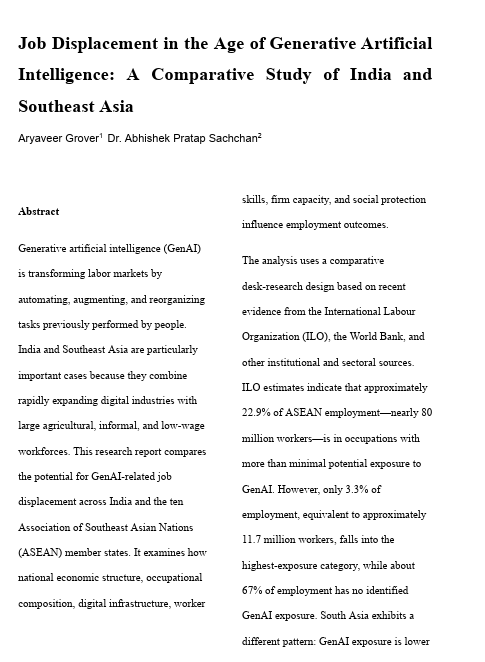 Job Displacement in the Age of Generative Artificial
Intelligence: A Comparative Study of India and
Southeast Asia
Aryaveer Grover¹ Dr. Abhishek Pratap Sachchan²
Abstract
Generative artificial intelligence (GenAI)
is transforming labor markets by
automating, augmenting, and reorganizing
tasks previously performed by people.
India and Southeast Asia are particularly
important cases because they combine
rapidly expanding digital industries with
large agricultural, informal, and low-wage
workforces. This research report compares
the potential for GenAI-related job
displacement across India and the ten
Association of Southeast Asian Nations
(ASEAN) member states. It examines how
national economic structure, occupational
composition, digital infrastructure, worker
skills, firm capacity, and social protection
influence employment outcomes.
The analysis uses a comparative
desk-research design based on recent
evidence from the International Labour
Organization (ILO), the World Bank, and
other institutional and sectoral sources.
ILO estimates indicate that approximately
22.9% of ASEAN employment—nearly 80
million workers—is in occupations with
more than minimal potential exposure to
GenAI. However, only 3.3% of
employment, equivalent to approximately
11.7 million workers, falls into the
highest-exposure category, while about
67% of employment has no identified
GenAI exposure. South Asia exhibits a
different pattern: GenAI exposure is lower